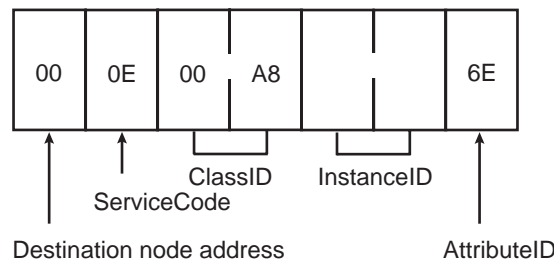 00 0E 00 A8 6E
ClassID InstanceID
ServiceCode
Destination node address AttributeID